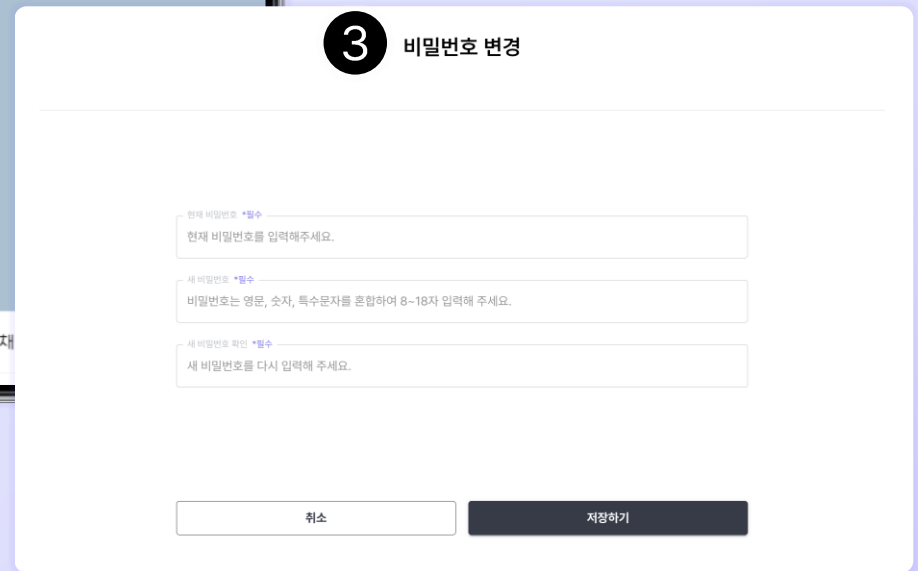 3 비밀번호 변경
현재 비밀번호 *필수
현재 비밀번호를 입력해주세요.
새 비밀번호 *필수
비밀번호는 영문, 숫자, 특수문자를 혼합하여 8~18자 입력해 주세요.
재
새 비밀번호 확인 *필수
새 비밀번호를 다시 입력해 주세요.
취소
저장하기